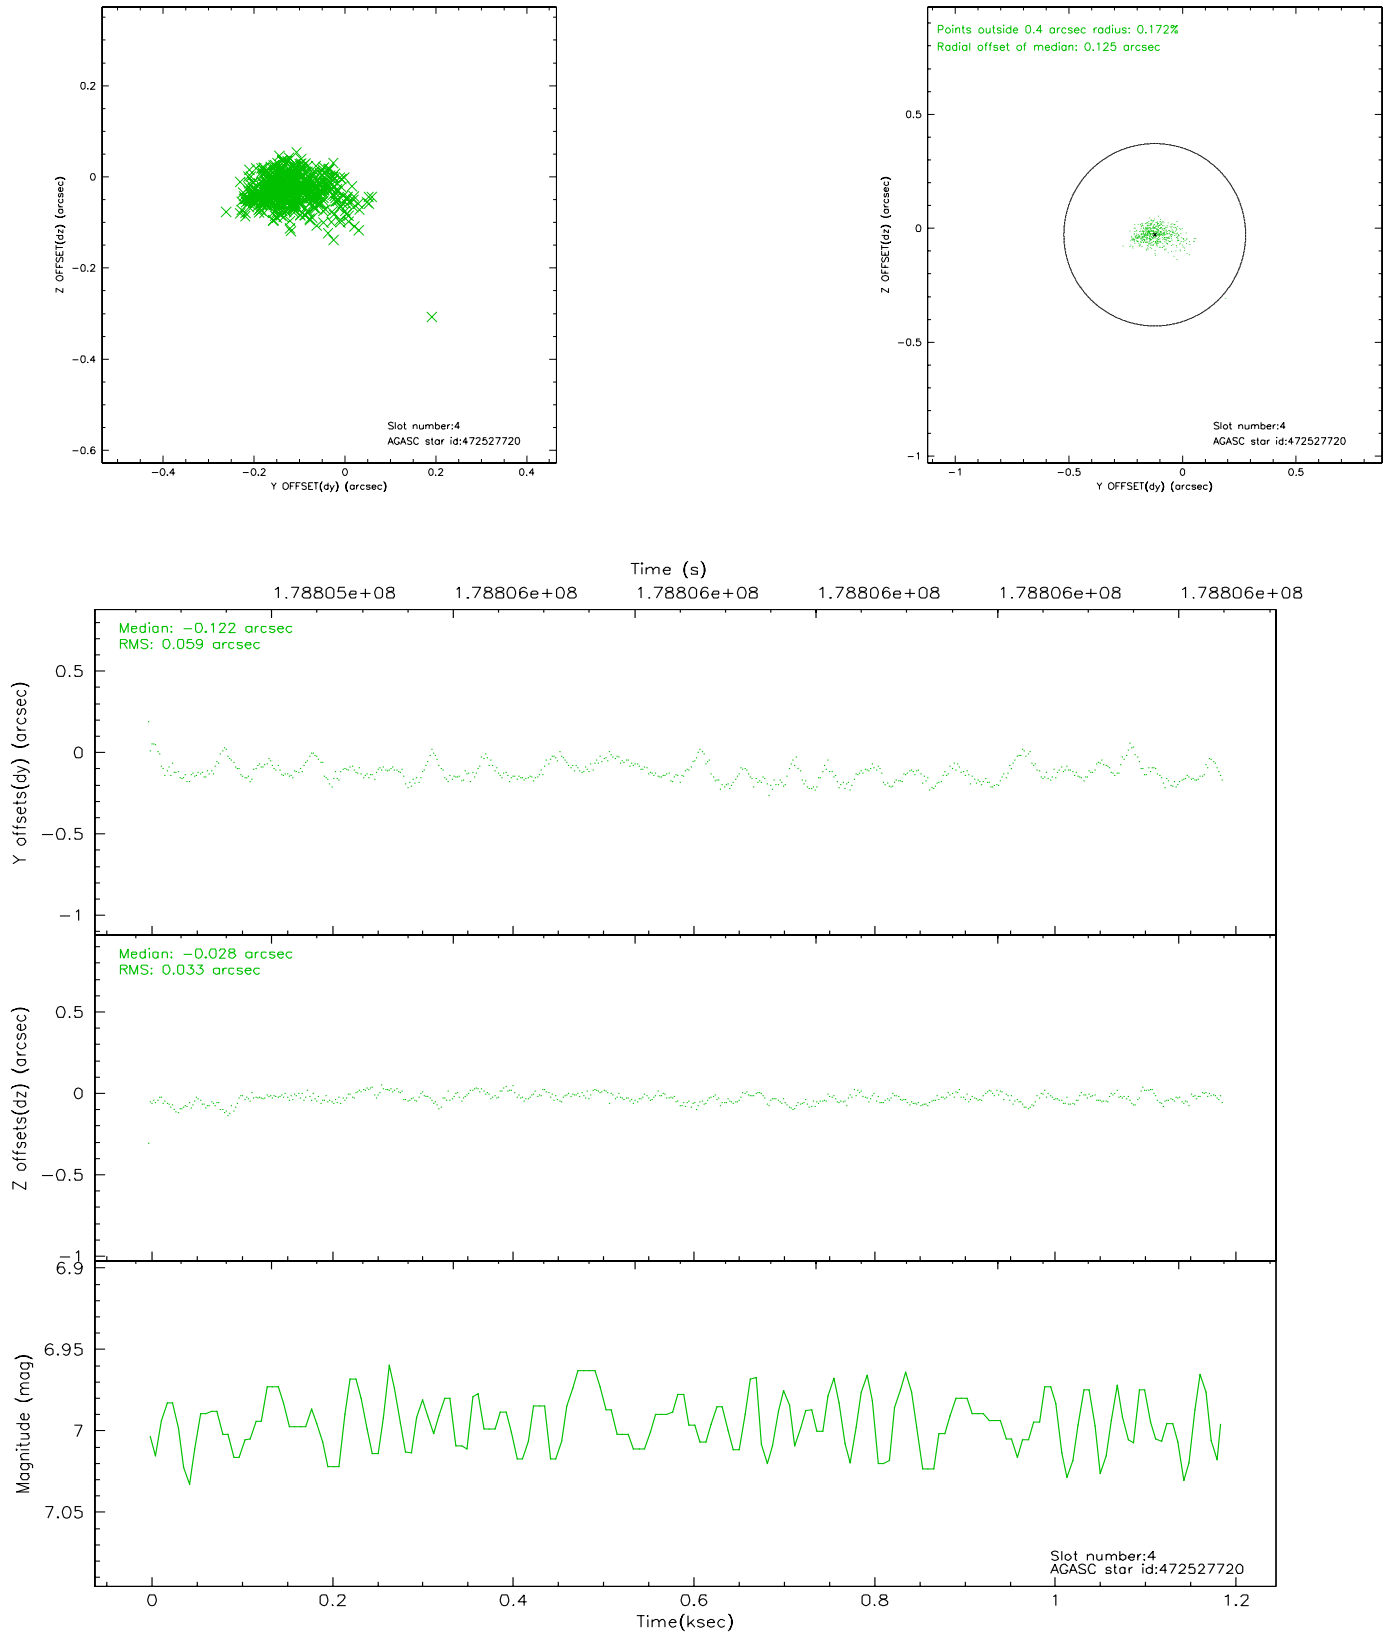 0.2
0
−0.2
−0.4
−0.6
Z OFFSET(dz) (arcsec)
Slot number:4
AGASC star id:472527720
−0.4 −0.2 0 0.2 0.4
Y OFFSET(dy) (arcsec)
Points outside 0.4 arcsec radius: 0.172%
Radial offset of median: 0.125 arcsec
0.5
0
−0.5
−1
Z OFFSET(dz) (arcsec)
Slot number:4
AGASC star id:472527720
−1 −0.5 0 0.5
Y OFFSET(dy) (arcsec)
Time (s)
1.78805e+08 1.78806e+08 1.78806e+08 1.78806e+08 1.78806e+08 1.78806e+08
Median: −0.122 arcsec
RMS: 0.059 arcsec
0.5
0
−0.5
−1
Y offsets(dy) (arcsec)
Median: −0.028 arcsec
RMS: 0.033 arcsec
0.5
0
−0.5
−1
Z offsets(dz) (arcsec)
6.9
6.95
7
7.05
Magnitude (mag)
Slot number:4
AGASC star id:472527720
0 0.2 0.4 0.6 0.8 1 1.2
Time(ksec)